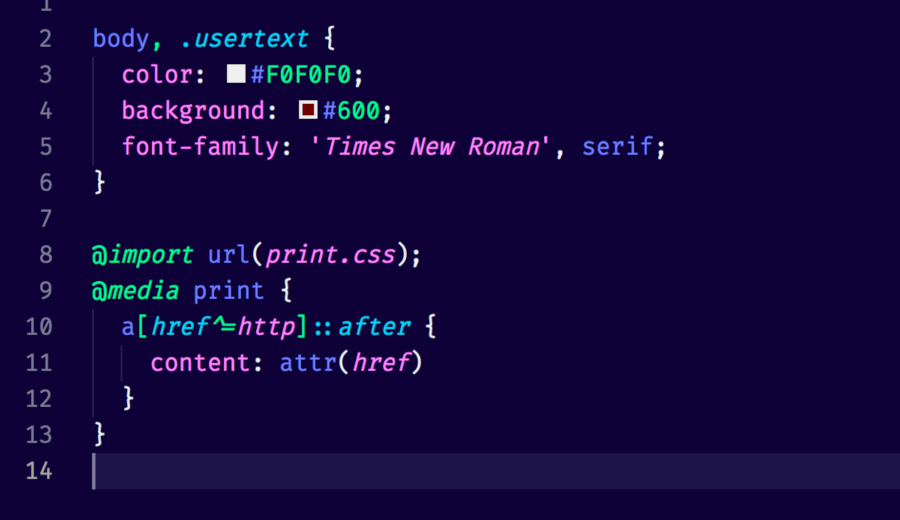 1
2 body, .usertext {
3   color: #F0F0F0;
4   background: #600;
5   font-family: 'Times New Roman', serif;
6 }
7
8 @import url(print.css);
9 @media print {
10   a[href^=http]::after {
11     content: attr(href)
12   }
13 }
14